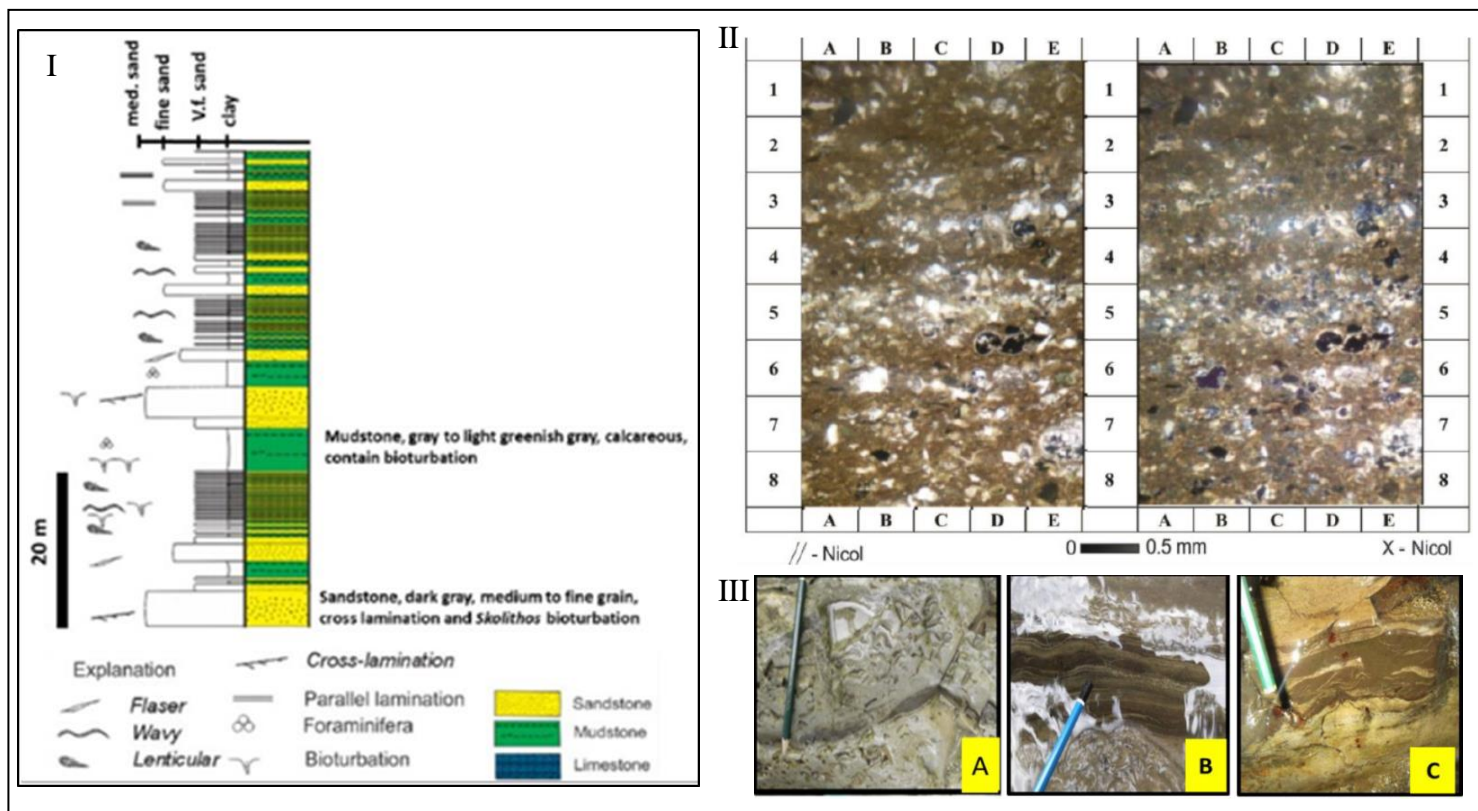 I
med. sand
fine sand
V.f. sand
clay
20 m
Mudstone, gray to light greenish gray, calcareous,
contain bioturbation
Sandstone, dark gray, medium to fine grain,
cross lamination and Skolithos bioturbation
Explanation
Flaser
Wavy
Lenticular
Cross-lamination
Parallel lamination
Foraminifera
Bioturbation
Sandstone
Mudstone
Limestone
II
A B C D E A B C D E
1 1 1
2 2 2
3 3 3
4 4 4
5 5 5
6 6 6
7 7 7
8 8 8
A B C D E A B C D E
// - Nicol 0 0.5 mm X - Nicol
III
A
B
C